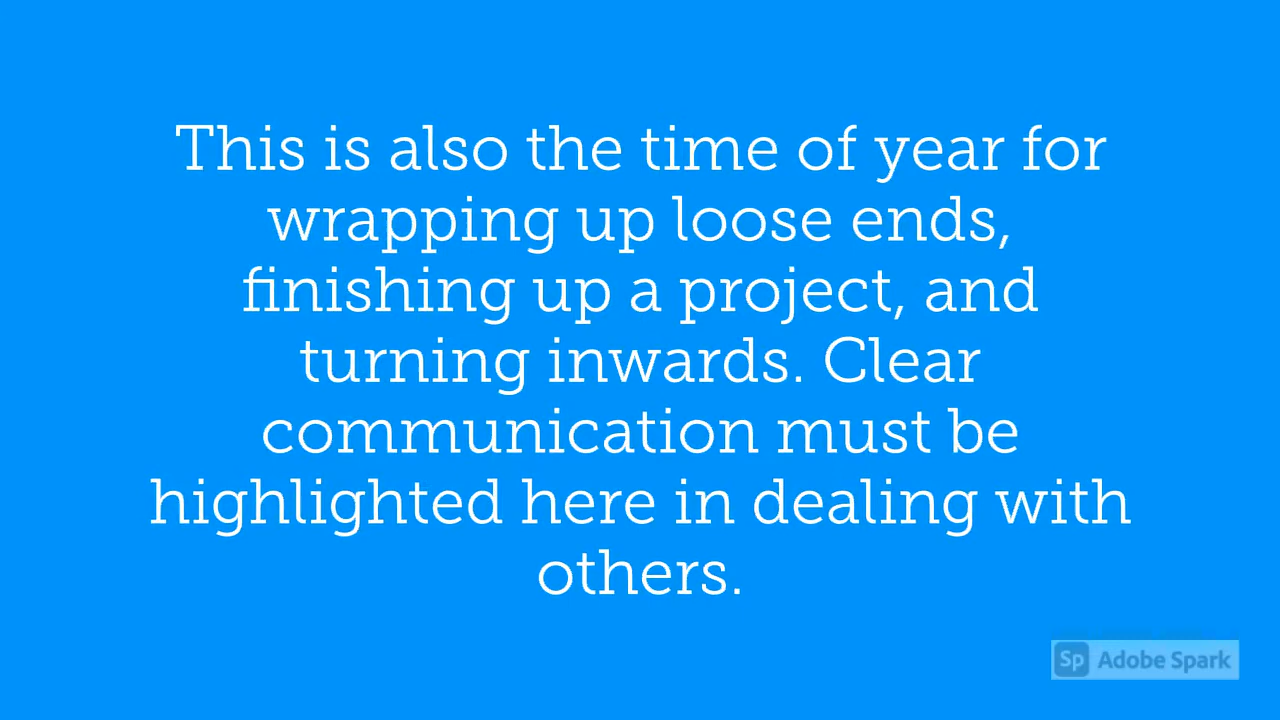 This is also the time of year for
wrapping up loose ends,
finishing up a project, and
turning inwards. Clear
communication must be
highlighted here in dealing with
others.
Sp Adobe Spark